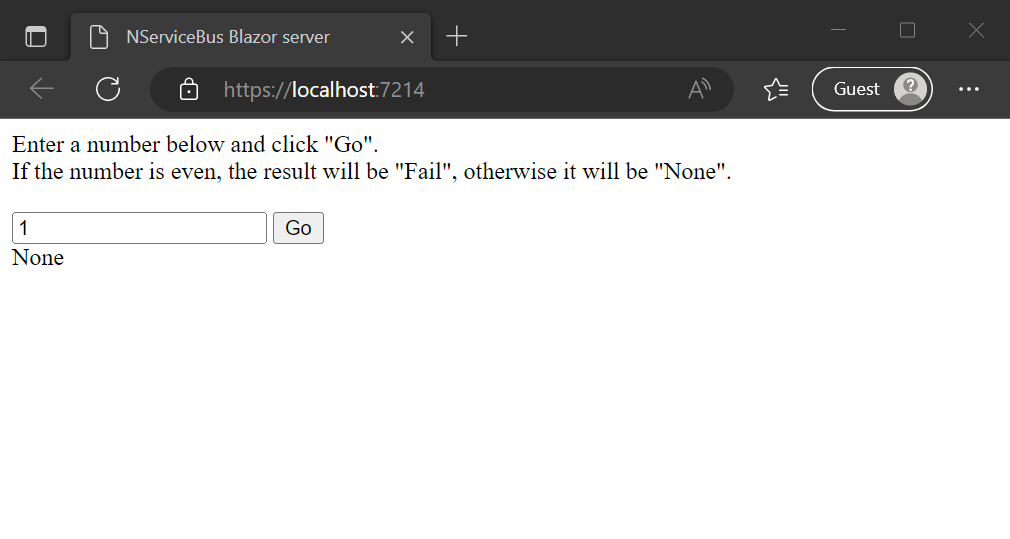 NServiceBus Blazor server
https://localhost:7214
Guest
Enter a number below and click "Go".
If the number is even, the result will be "Fail", otherwise it will be "None".
1 Go
None